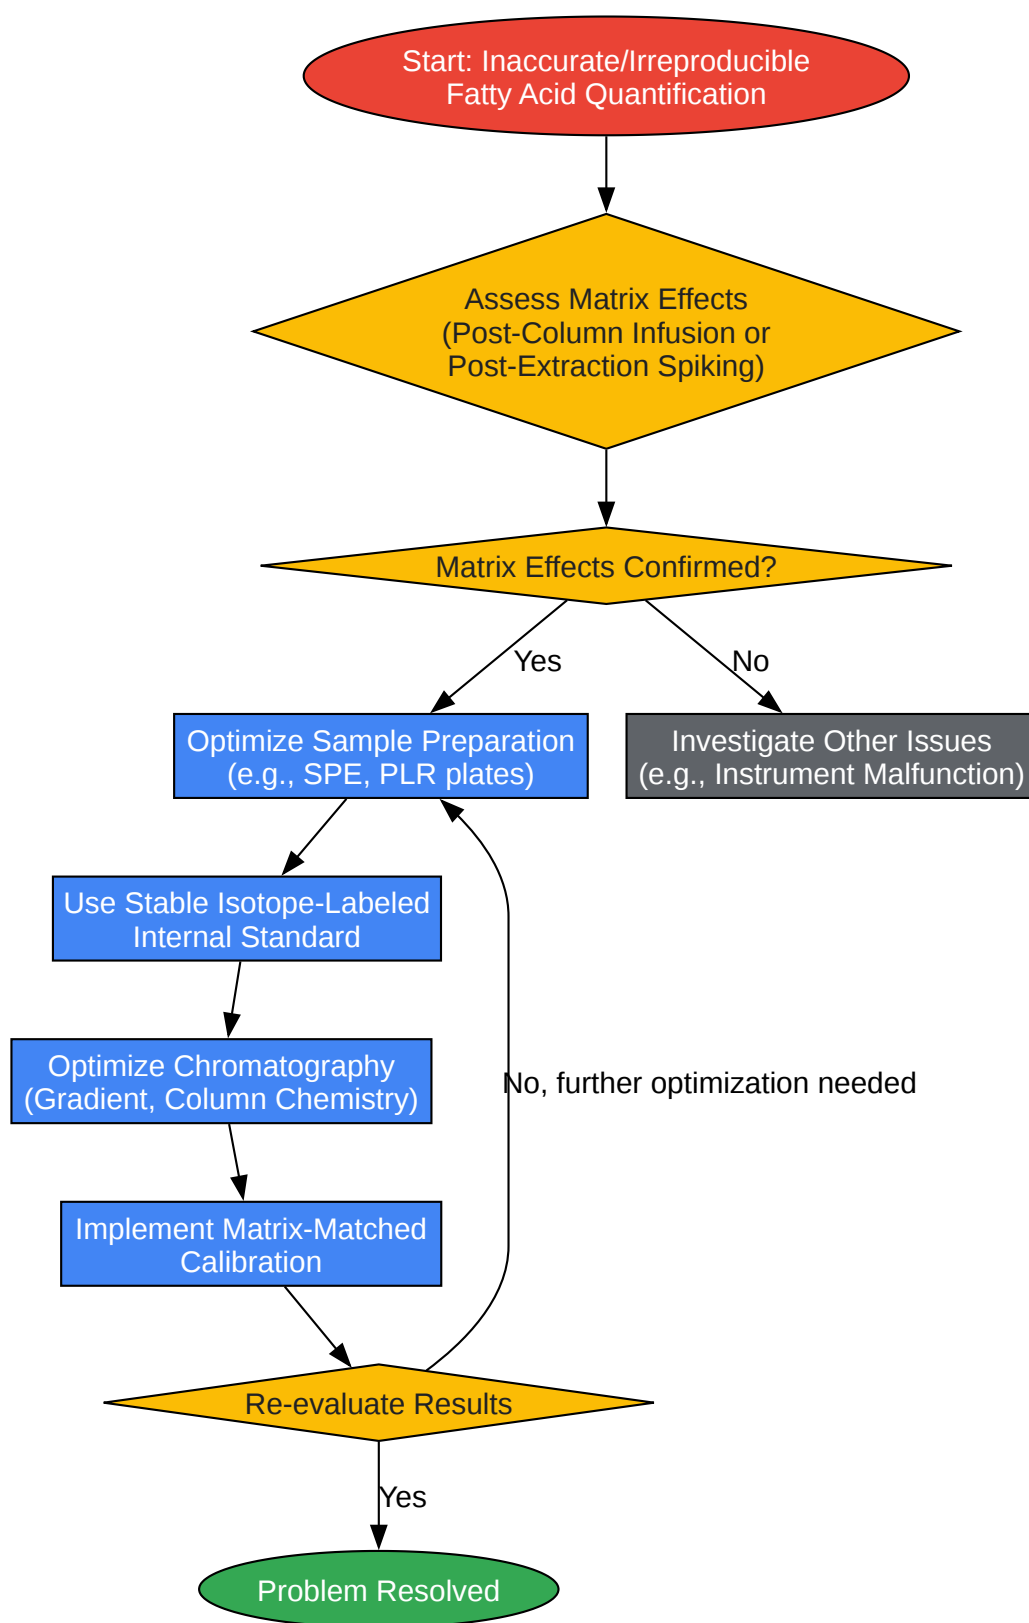 Start: Inaccurate/Irreproducible
Fatty Acid Quantification
Assess Matrix Effects
(Post-Column Infusion or
Post-Extraction Spiking)
Matrix Effects Confirmed?
Yes
No
Optimize Sample Preparation
(e.g., SPE, PLR plates)
Investigate Other Issues
(e.g., Instrument Malfunction)
Use Stable Isotope-Labeled
Internal Standard
Optimize Chromatography
(Gradient, Column Chemistry)
No, further optimization needed
Implement Matrix-Matched
Calibration
Re-evaluate Results
Yes
Problem Resolved